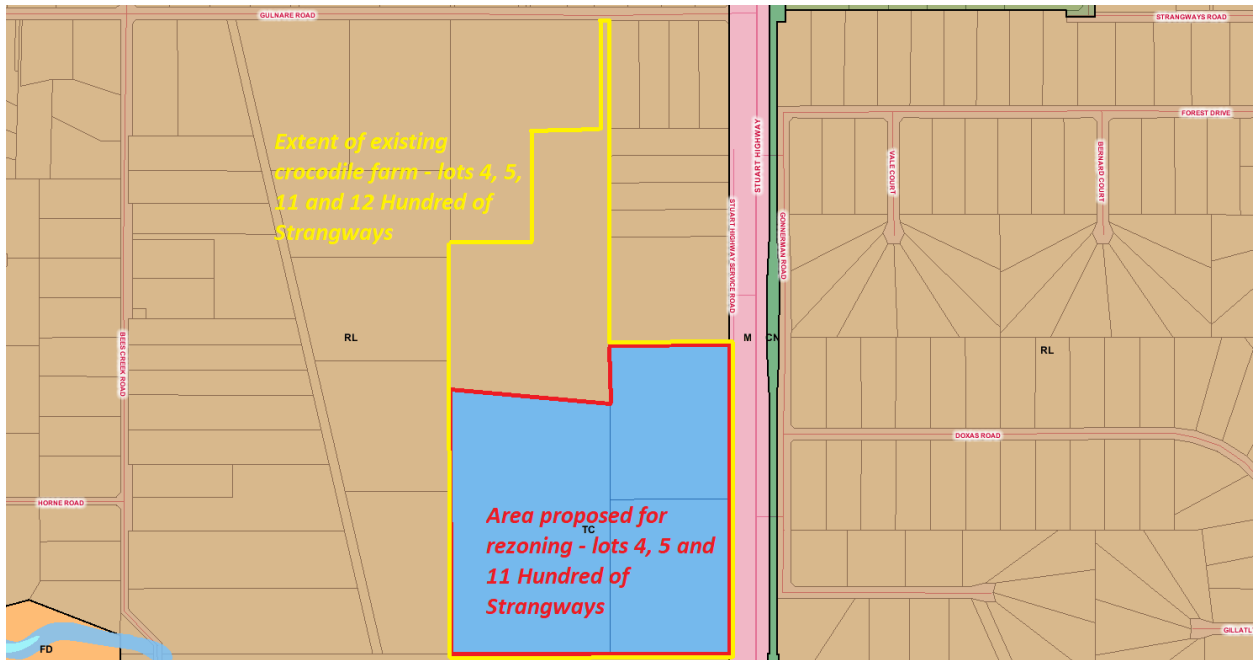 GULNARE ROAD
STRANGWAYS ROAD
FOREST DRIVE
STUART HIGHWAY
VALE COURT
BERNARD COURT
Extent of existing
crocodile farm - lots 4, 5,
11 and 12 Hundred of
Strangways
STUART HIGHWAY SERVICE ROAD
GONNERMAN ROAD
BEES CREEK ROAD
RL
M
CN
RL
DOXAS ROAD
HORNE ROAD
Area proposed for
TC
rezoning - lots 4, 5 and
11 Hundred of
Strangways
GILLATL
FD